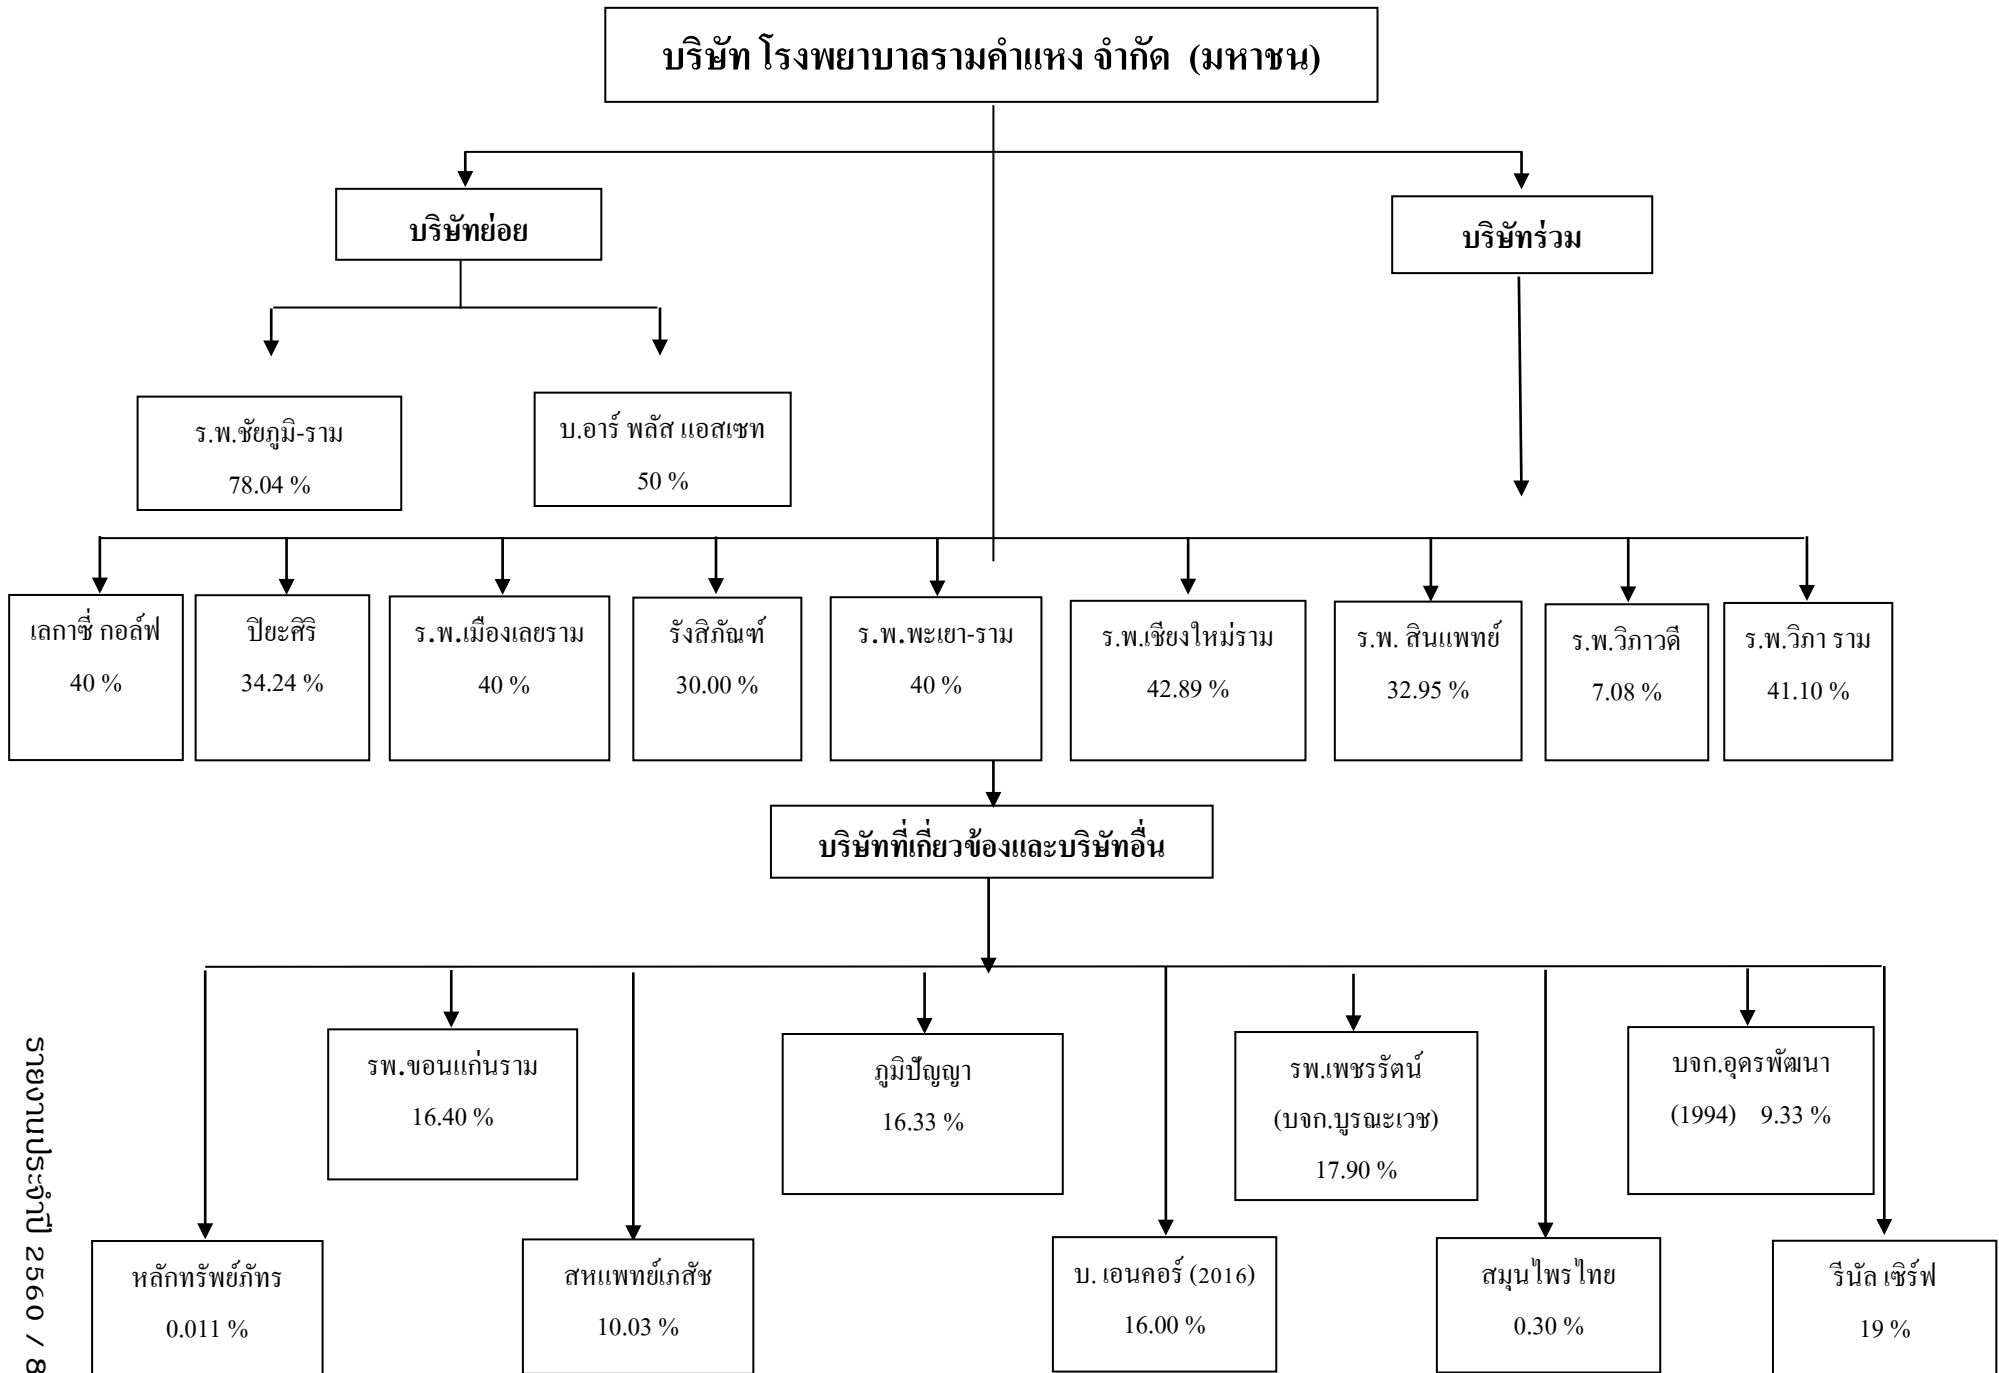 บริษัท โรงพยาบาลรามคำแหง จำกัด (มหาชน)
บริษัทย่อย
บริษัทร่วม
ร.พ.ชัยภูมิ-ราม
78.04 %
บ.อาร์ พลัส แอสเซท
50 %
เลกาซี่ กอล์ฟ
40 %
ปิยะศิริ
34.24 %
ร.พ.เมืองเลยราม
40 %
รังสิภัณฑ์
30.00 %
ร.พ.พะเยา-ราม
40 %
ร.พ.เชียงใหม่ราม
42.89 %
ร.พ. สินแพทย์
32.95 %
ร.พ.วิภาวดี
7.08 %
ร.พ.วิภา ราม
41.10 %
บริษัทที่เกี่ยวข้องและบริษัทอื่น
รพ.ขอนแก่นราม
16.40 %
ภูมิปัญญา
16.33 %
รพ.เพชรรัตน์
(บจก.บูรณะเวช)
17.90 %
บจก.อุดรพัฒนา
(1994) 9.33 %
หลักทรัพย์ภัทร
0.011 %
สหแพทย์เภสัช
10.03 %
บ. เอนคอร์ (2016)
16.00 %
สมุนไพรไทย
0.30 %
รีนัล เซิร์ฟ
19 %
รายงานประจำปี 2560 / 8